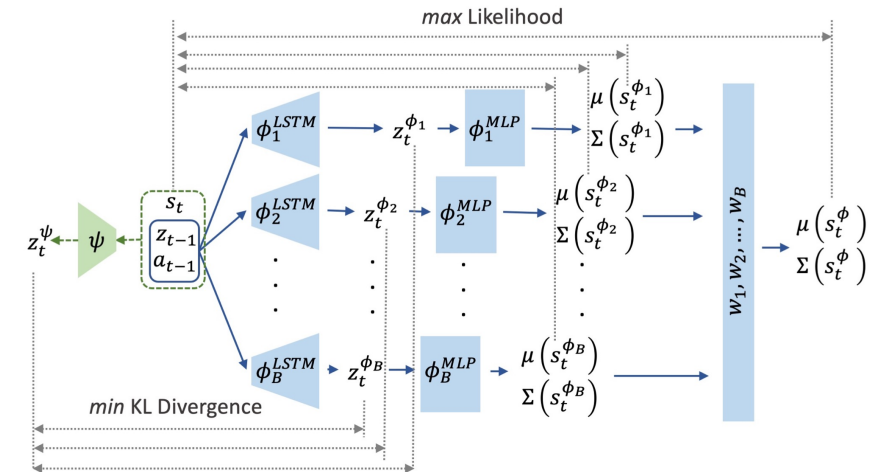 max Likelihood
ϕ₁^{LSTM} z_t^{ϕ₁} ϕ₁^{MLP} μ(s_t^{ϕ₁})
Σ(s_t^{ϕ₁})
s_t ϕ₂^{LSTM} z_t^{ϕ₂} ϕ₂^{MLP} μ(s_t^{ϕ₂})
Σ(s_t^{ϕ₂})
z_t^ψ ψ z_{t−1}
a_{t−1}
w₁, w₂, ..., w_B
μ(s_t^ϕ)
Σ(s_t^ϕ)
ϕ_B^{LSTM} z_t^{ϕ_B} ϕ_B^{MLP} μ(s_t^{ϕ_B})
Σ(s_t^{ϕ_B})
min KL Divergence